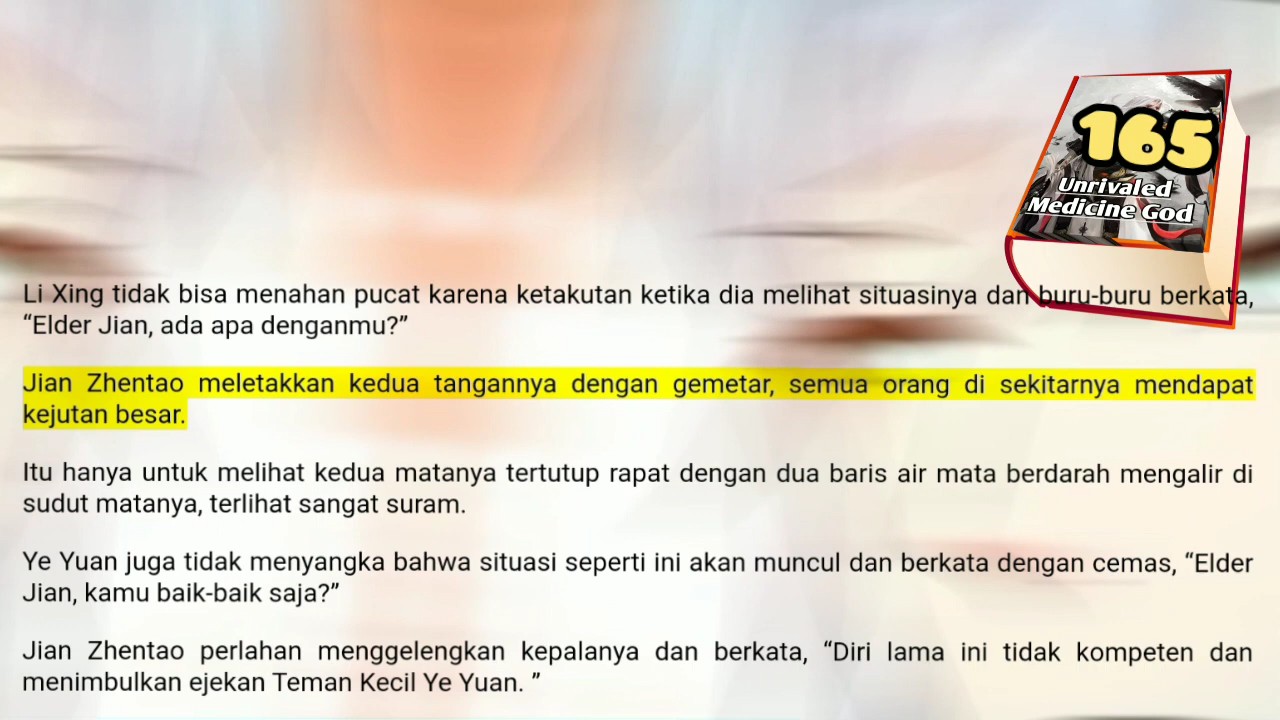 165
Unrivaled
Medicine God
Li Xing tidak bisa menahan pucat karena ketakutan ketika dia melihat situasinya dan buru-buru berkata,
“Elder Jian, ada apa denganmu?”
Jian Zhentao meletakkan kedua tangannya dengan gemetar, semua orang di sekitarnya mendapat
kejutan besar.
Itu hanya untuk melihat kedua matanya tertutup rapat dengan dua baris air mata berdarah mengalir di
sudut matanya, terlihat sangat suram.
Ye Yuan juga tidak menyangka bahwa situasi seperti ini akan muncul dan berkata dengan cemas, “Elder
Jian, kamu baik-baik saja?”
Jian Zhentao perlahan menggelengkan kepalanya dan berkata, “Diri lama ini tidak kompeten dan
menimbulkan ejekan Teman Kecil Ye Yuan. ”